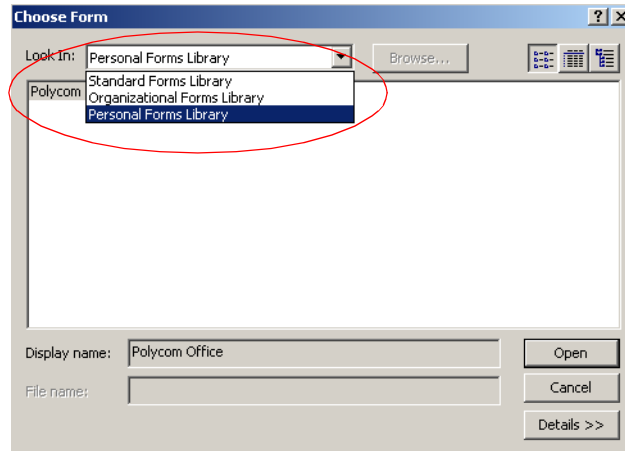 Choose Form
Look In: Personal Forms Library Browse...
Standard Forms Library
Polycom
Organizational Forms Library
Personal Forms Library
Display name: Polycom Office Open
File name: Cancel
Details >>